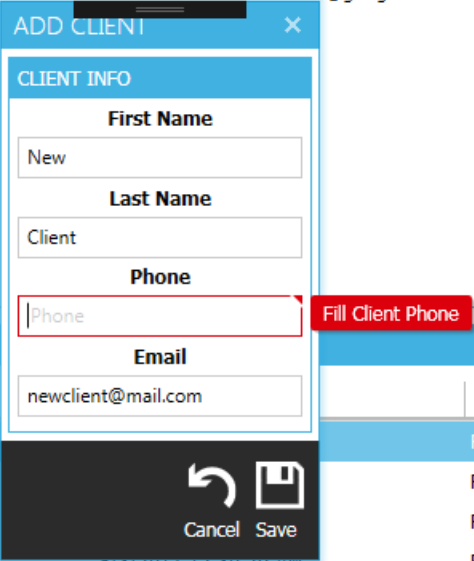 ADD CLIENT
CLIENT INFO
First Name
New
Last Name
Client
Phone
Phone
Fill Client Phone
Email
newclient@mail.com
Cancel Save